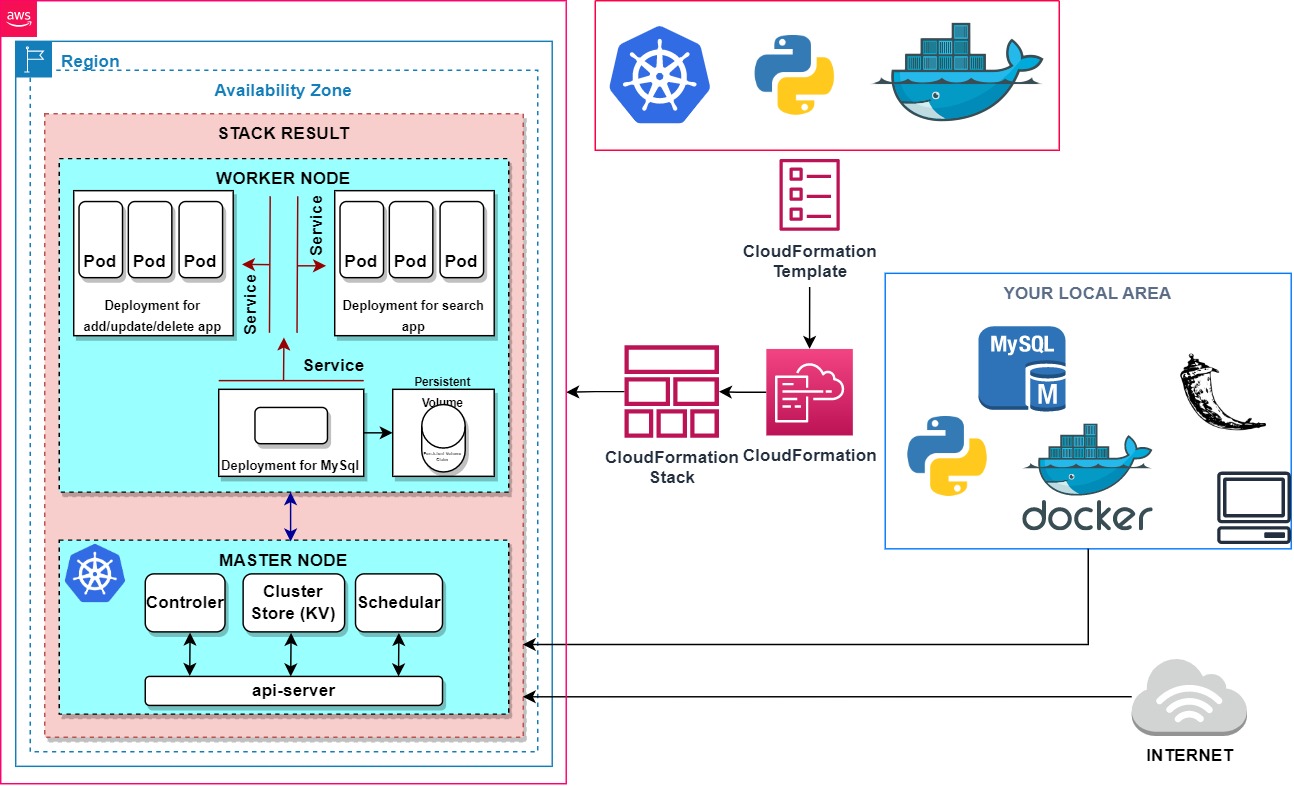 aws
Region
Availability Zone
STACK RESULT
WORKER NODE
Pod
Pod
Pod
Deployment for
add/update/delete app
Service
Service
Pod
Pod
Pod
Deployment for search
app
Service
Deployment for MySql
Persistent
Volume
MASTER NODE
Controler
Cluster
Store (KV)
Schedular
api-server
CloudFormation
Template
CloudFormation
Stack
CloudFormation
YOUR LOCAL AREA
MySQL
M
docker
INTERNET